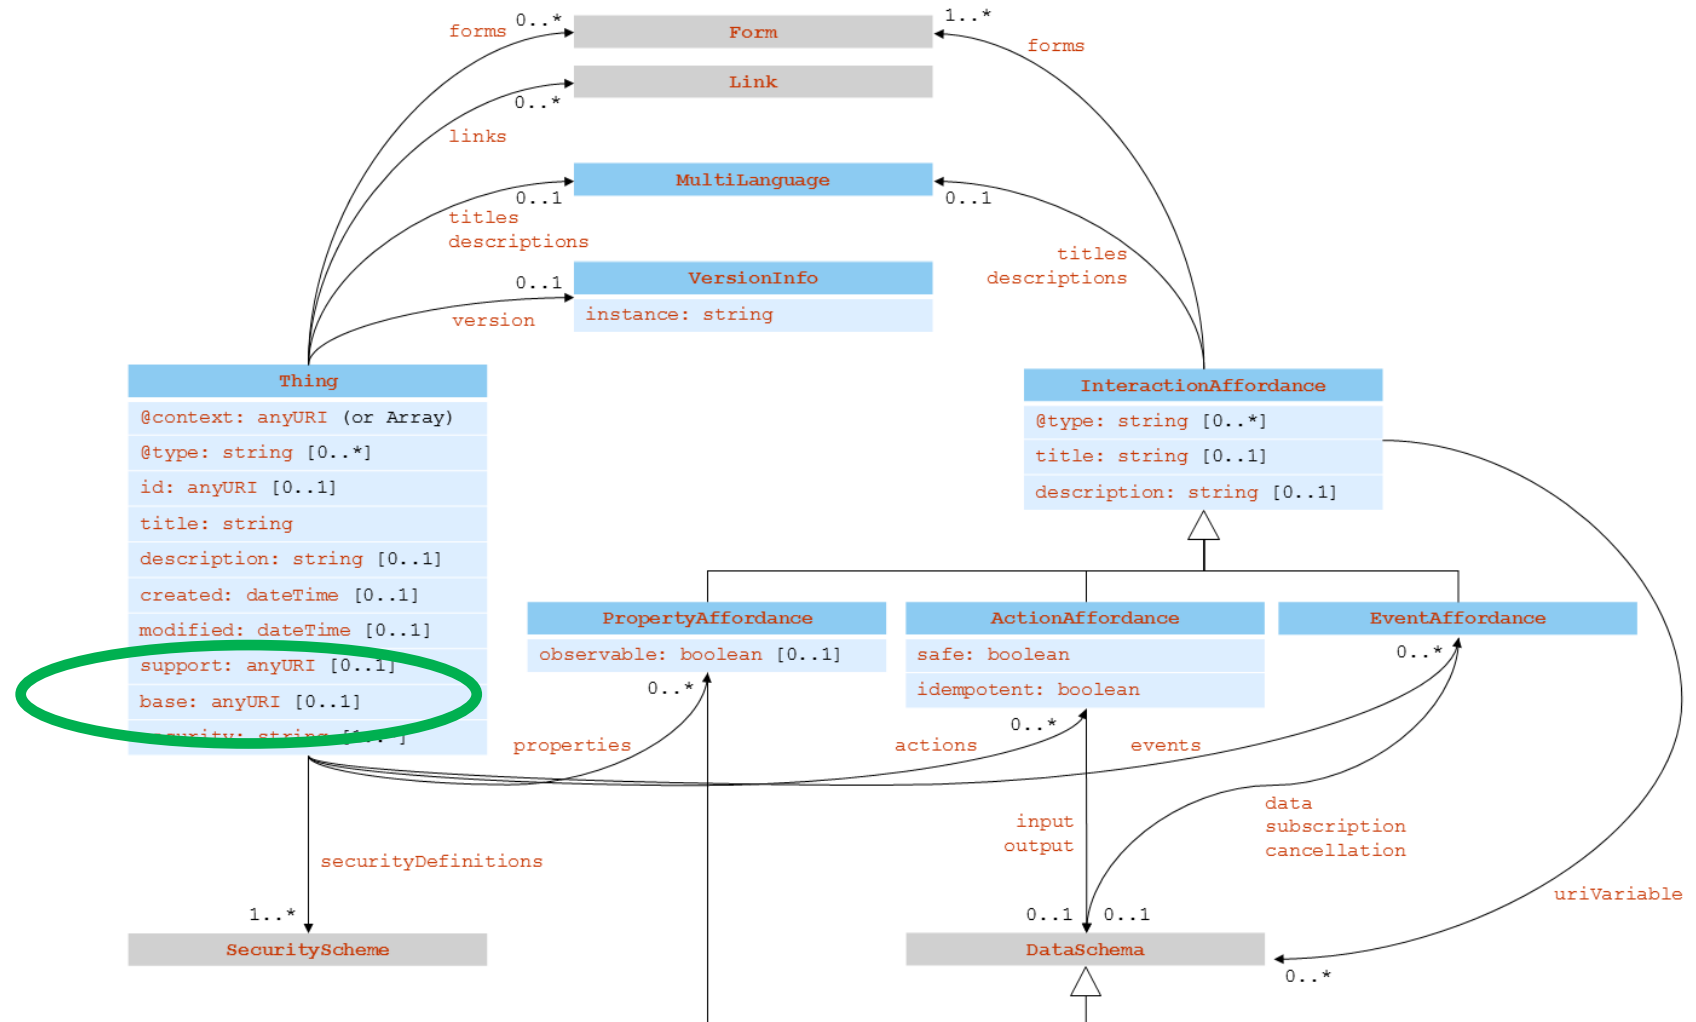 0..*
forms
Form
1..*
forms
Link
0..*
links
MultiLanguage
0..1
titles
descriptions
0..1
titles
descriptions
VersionInfo
instance: string
0..1
version
Thing
@context: anyURI (or Array)
@type: string [0..*]
id: anyURI [0..1]
title: string
description: string [0..1]
created: dateTime [0..1]
modified: dateTime [0..1]
support: anyURI [0..1]
base: anyURI [0..1]
string
InteractionAffordance
@type: string [0..*]
title: string [0..1]
description: string [0..1]
PropertyAffordance
observable: boolean [0..1]
0..*
properties
ActionAffordance
safe: boolean
idempotent: boolean
0..*
actions
EventAffordance
0..*
events
input
output
data
subscription
cancellation
uriVariable
securityDefinitions
1..*
SecurityScheme
0..1
0..1
DataSchema
0..*